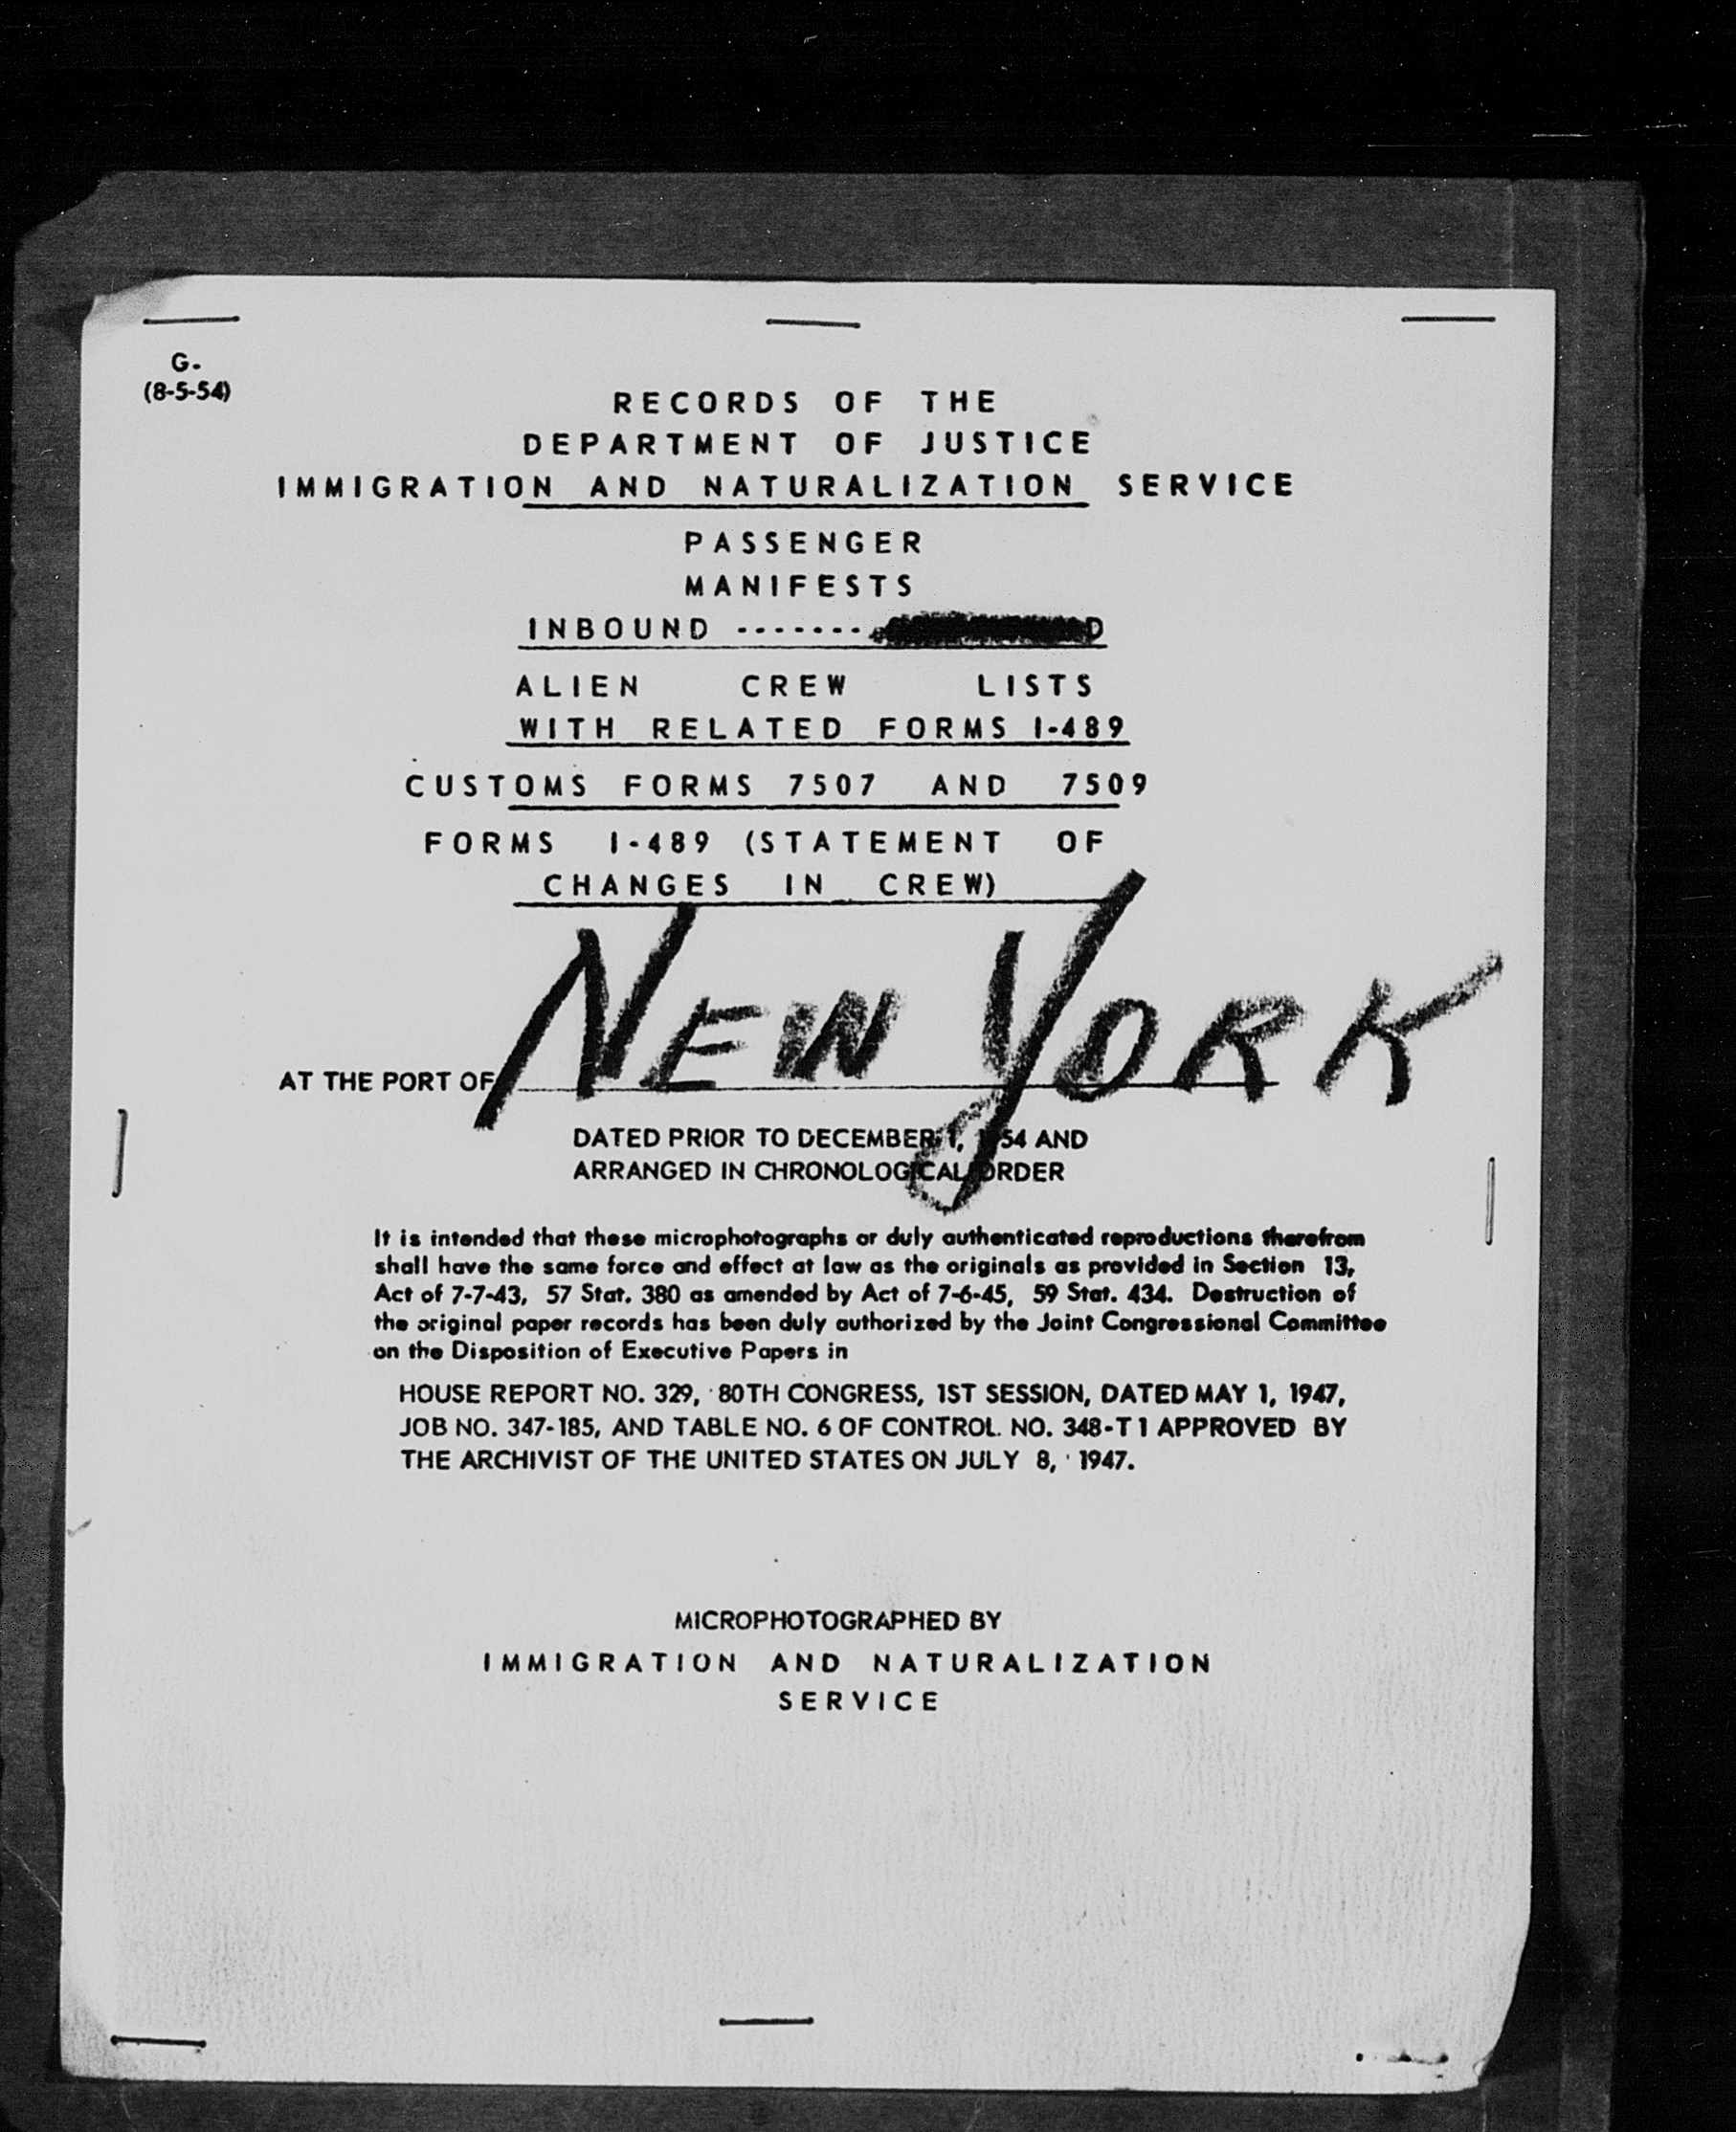 G.
(8-5-54)
RECORDS OF THE
DEPARTMENT OF JUSTICE
IMMIGRATION AND NATURALIZATION SERVICE
PASSENGER
MANIFESTS
INBOUND -------
ALIEN CREW LISTS
WITH RELATED FORMS I-489
CUSTOMS FORMS 7507 AND 7509
FORMS I-489 (STATEMENT OF
CHANGES IN CREW)
AT THE PORT OF NEW YORK
DATED PRIOR TO DECEMBER 1, 1954 AND
ARRANGED IN CHRONOLOGICAL ORDER
It is intended that these microphotographs or duly authenticated reproductions therefrom
shall have the same force and effect at law as the originals as provided in Section 13,
Act of 7-7-43, 57 Stat. 380 as amended by Act of 7-6-45, 59 Stat. 434. Destruction of
the original paper records has been duly authorized by the Joint Congressional Committee
on the Disposition of Executive Papers in
HOUSE REPORT NO. 329, 80TH CONGRESS, 1ST SESSION, DATED MAY 1, 1947,
JOB NO. 347-185, AND TABLE NO. 6 OF CONTROL NO. 348-T1 APPROVED BY
THE ARCHIVIST OF THE UNITED STATES ON JULY 8, 1947.
MICROPHOTOGRAPHED BY
IMMIGRATION AND NATURALIZATION
SERVICE